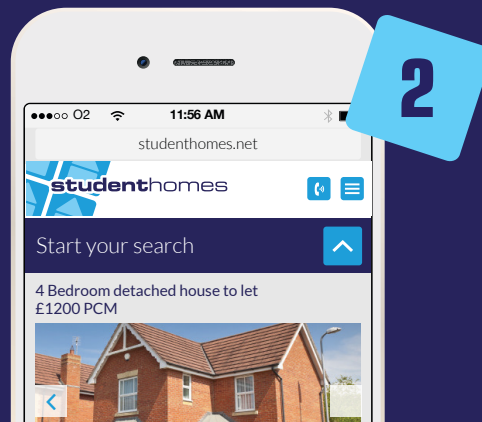 2
O2 11:56 AM
studenthomes.net
studenthomes
Start your search
4 Bedroom detached house to let
£1200 PCM